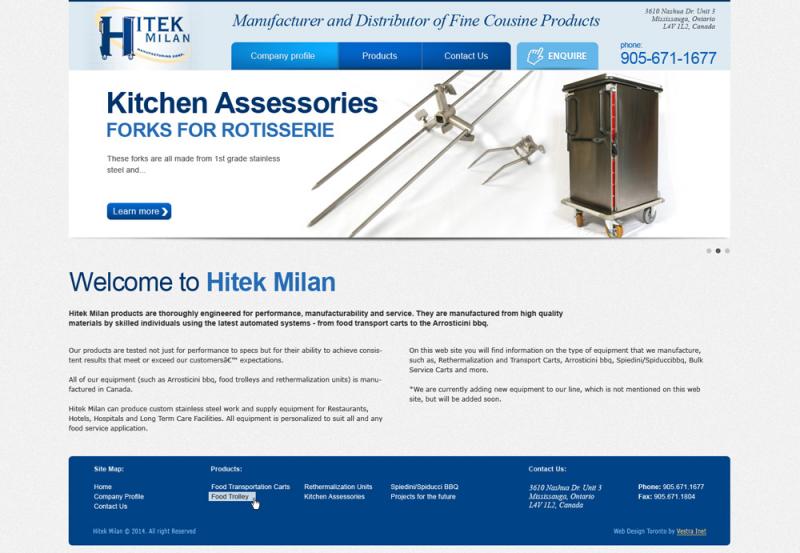 HITEK
MILAN
MANUFACTURING CORP.
Manufacturer and Distributor of Fine Cousine Products
3610 Nashua Dr. Unit 3
Mississauga, Ontario
L4V 1L2, Canada
Company profile
Products
Contact Us
ENQUIRE
phone:
905-671-1677
Kitchen Assessories
FORKS FOR ROTISSERIE
These forks are all made from 1st grade stainless
steel and...
Learn more
Welcome to Hitek Milan
Hitek Milan products are thoroughly engineered for performance, manufacturability and service. They are manufactured from high quality
materials by skilled individuals using the latest automated systems - from food transport carts to the Arrosticini bbq.
Our products are tested not just for performance to specs but for their ability to achieve consis-
tent results that meet or exceed our customersâ€™ expectations.
All of our equipment (such as Arrosticini bbq, food trolleys and rethermalization units) is manu-
factured in Canada.
Hitek Milan can produce custom stainless steel work and supply equipment for Restaurants,
Hotels, Hospitals and Long Term Care Facilities. All equipment is personalized to suit all and any
food service application.
On this web site you will find information on the type of equipment that we manufacture,
such as, Rethermalization and Transport Carts, Arrosticini bbq, Spiedini/Spiduccibbq, Bulk
Service Carts and more.
*We are currently adding new equipment to our line, which is not mentioned on this web
site, but will be added soon.
Site Map:
Home
Company Profile
Contact Us
Products:
Food Transportation Carts
Food Trolley
Rethermalization Units
Kitchen Assessories
Spiedini/Spiducci BBQ
Projects for the future
Contact Us:
3610 Nashua Dr. Unit 3
Mississauga, Ontario
L4V 1L2, Canada
Phone: 905.671.1677
Fax: 905.671.1804
Hitek Milan © 2014. All right Reserved
Web Design Toronto by Vestra Inet